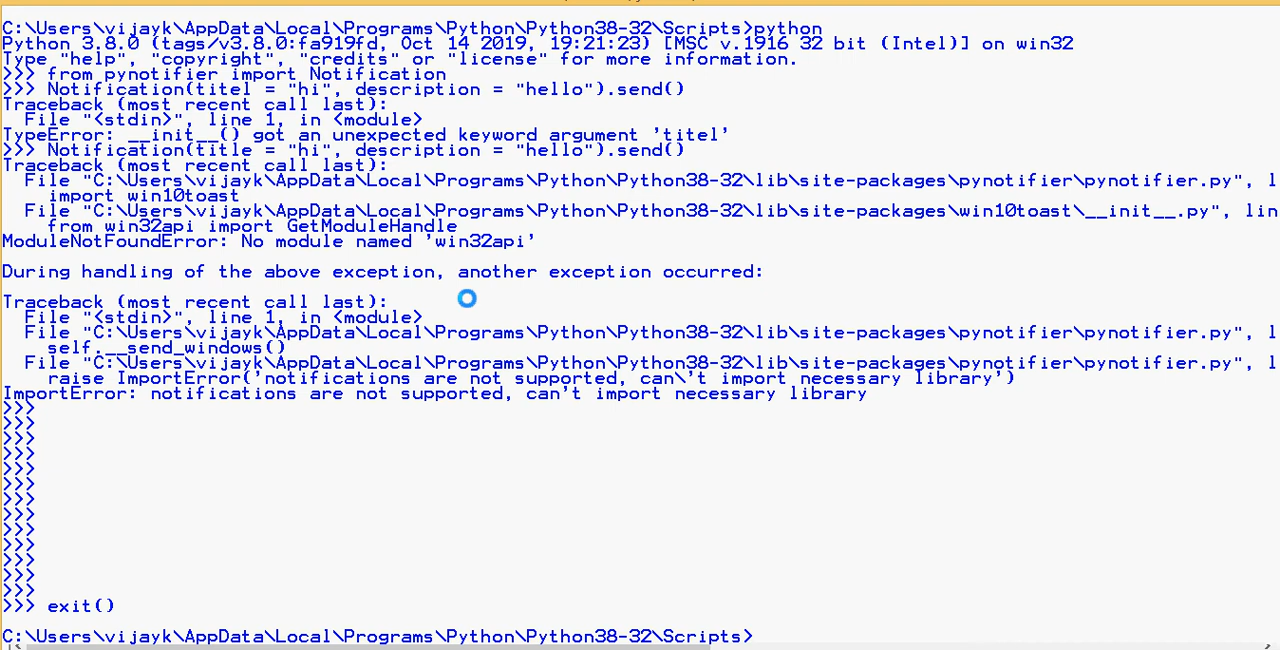 C:\Users\vijayk\AppData\Local\Programs\Python\Python38-32\Scripts>python
Python 3.8.0 (tags/v3.8.0:fa919fd, Oct 14 2019, 19:21:23) [MSC v.1916 32 bit (Intel)] on win32
Type "help", "copyright", "credits" or "license" for more information.
>>> from pynotifier import Notification
>>> Notification(titel = "hi", description = "hello").send()
Traceback (most recent call last):
  File "<stdin>", line 1, in <module>
TypeError: __init__() got an unexpected keyword argument 'titel'
>>> Notification(title = "hi", description = "hello").send()
Traceback (most recent call last):
  File "C:\Users\vijayk\AppData\Local\Programs\Python\Python38-32\lib\site-packages\pynotifier\pynotifier.py", l
    import win10toast
  File "C:\Users\vijayk\AppData\Local\Programs\Python\Python38-32\lib\site-packages\win10toast\__init__.py", lin
    from win32api import GetModuleHandle
ModuleNotFoundError: No module named 'win32api'

During handling of the above exception, another exception occurred:

Traceback (most recent call last):
  File "<stdin>", line 1, in <module>
  File "C:\Users\vijayk\AppData\Local\Programs\Python\Python38-32\lib\site-packages\pynotifier\pynotifier.py", l
    self.__send_windows()
  File "C:\Users\vijayk\AppData\Local\Programs\Python\Python38-32\lib\site-packages\pynotifier\pynotifier.py", l
    raise ImportError('notifications are not supported, can\'t import necessary library')
ImportError: notifications are not supported, can't import necessary library
>>>
>>>
>>>
>>>
>>>
>>>
>>>
>>>
>>>
>>>
>>>
>>>
>>>
>>> exit()

C:\Users\vijayk\AppData\Local\Programs\Python\Python38-32\Scripts>